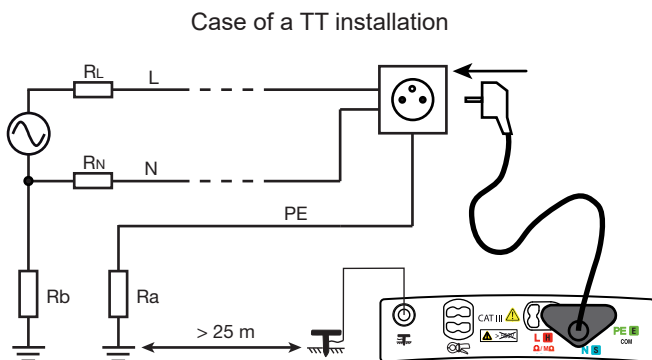 Case of a TT installation
RL
L
RN
N
PE
Rb
Ra
> 25 m
CAT III
L H
Ω/MΩ
N S
PE E
COM